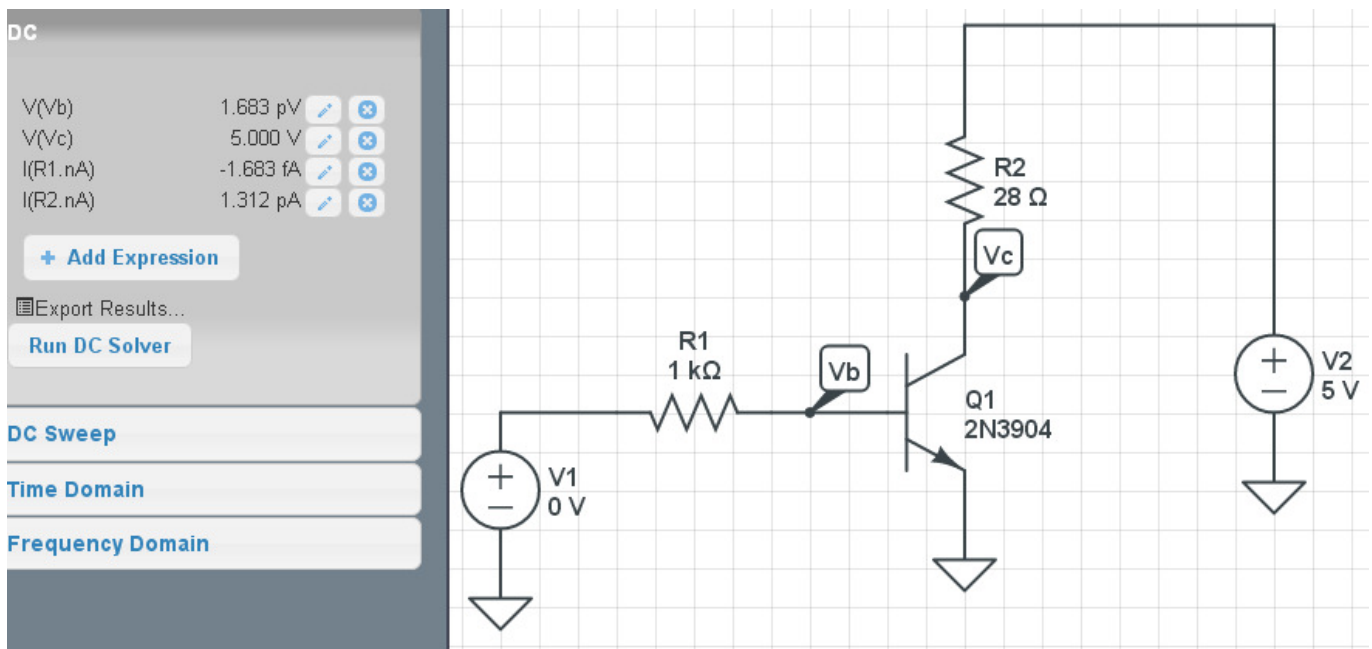 DC
V(Vb) 1.683 pV
V(Vc) 5.000 V
I(R1.nA) -1.683 fA
I(R2.nA) 1.312 pA
+ Add Expression
Export Results...
Run DC Solver
DC Sweep
Time Domain
Frequency Domain
R2
28 Ω
Vc
R1
1 kΩ
Vb
Q1
2N3904
V1
0 V
V2
5 V